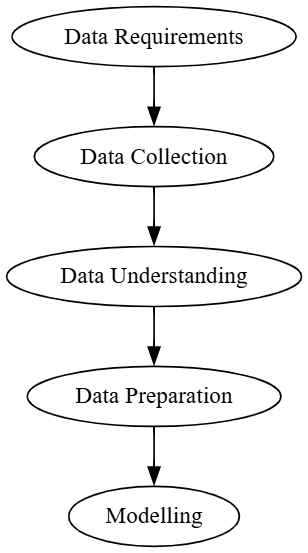 Data Requirements
Data Collection
Data Understanding
Data Preparation
Modelling